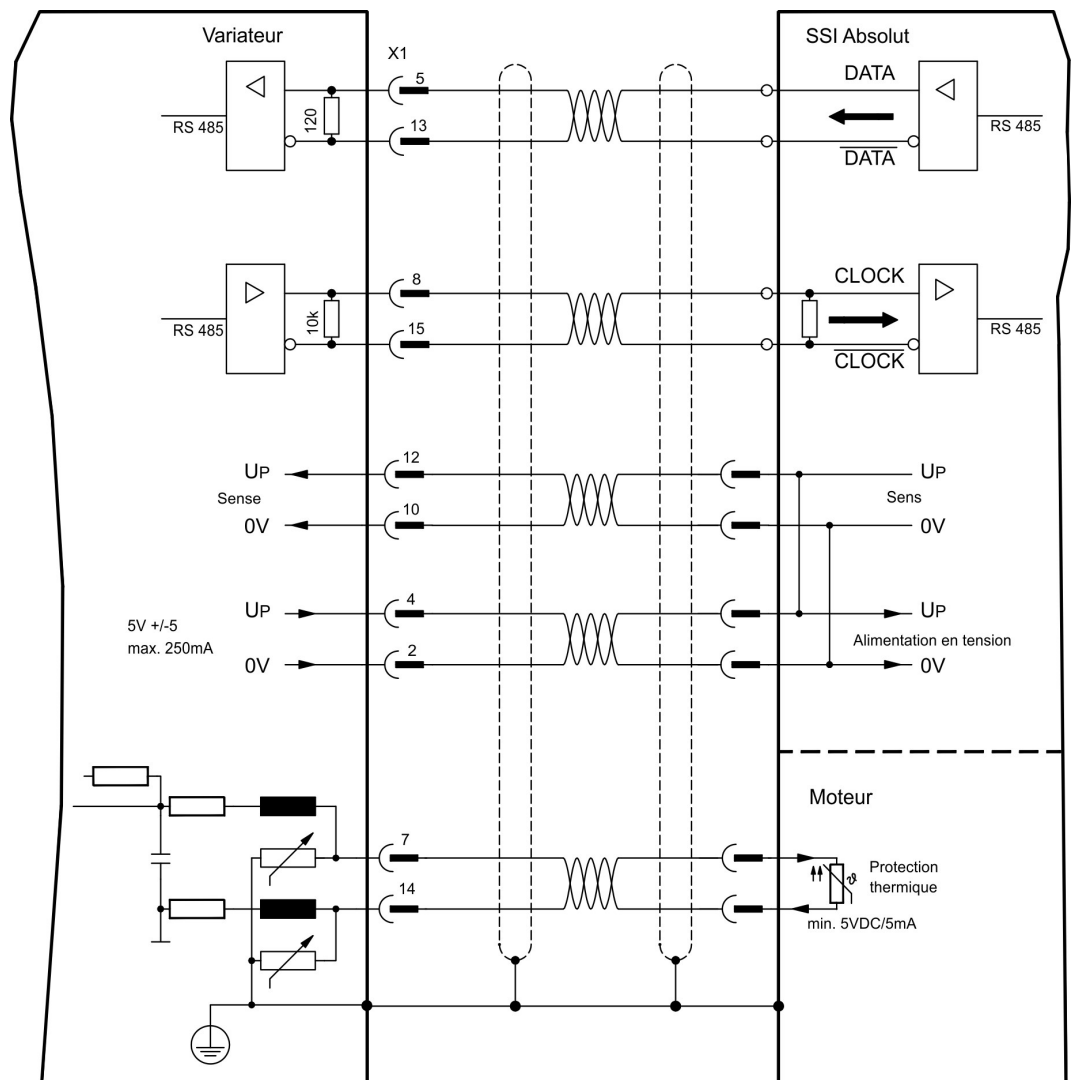 Variateur
X1
SSI Absolut
5
DATA
RS 485
120
13
RS 485
DATA
8
CLOCK
RS 485
10k
15
RS 485
CLOCK
UP
12
UP
Sense
Sens
0V
10
0V
UP
4
UP
5V +/-5
max. 250mA
Alimentation en tension
0V
2
0V
Moteur
7
Protection
thermique
14
min. 5VDC/5mA
ϑ